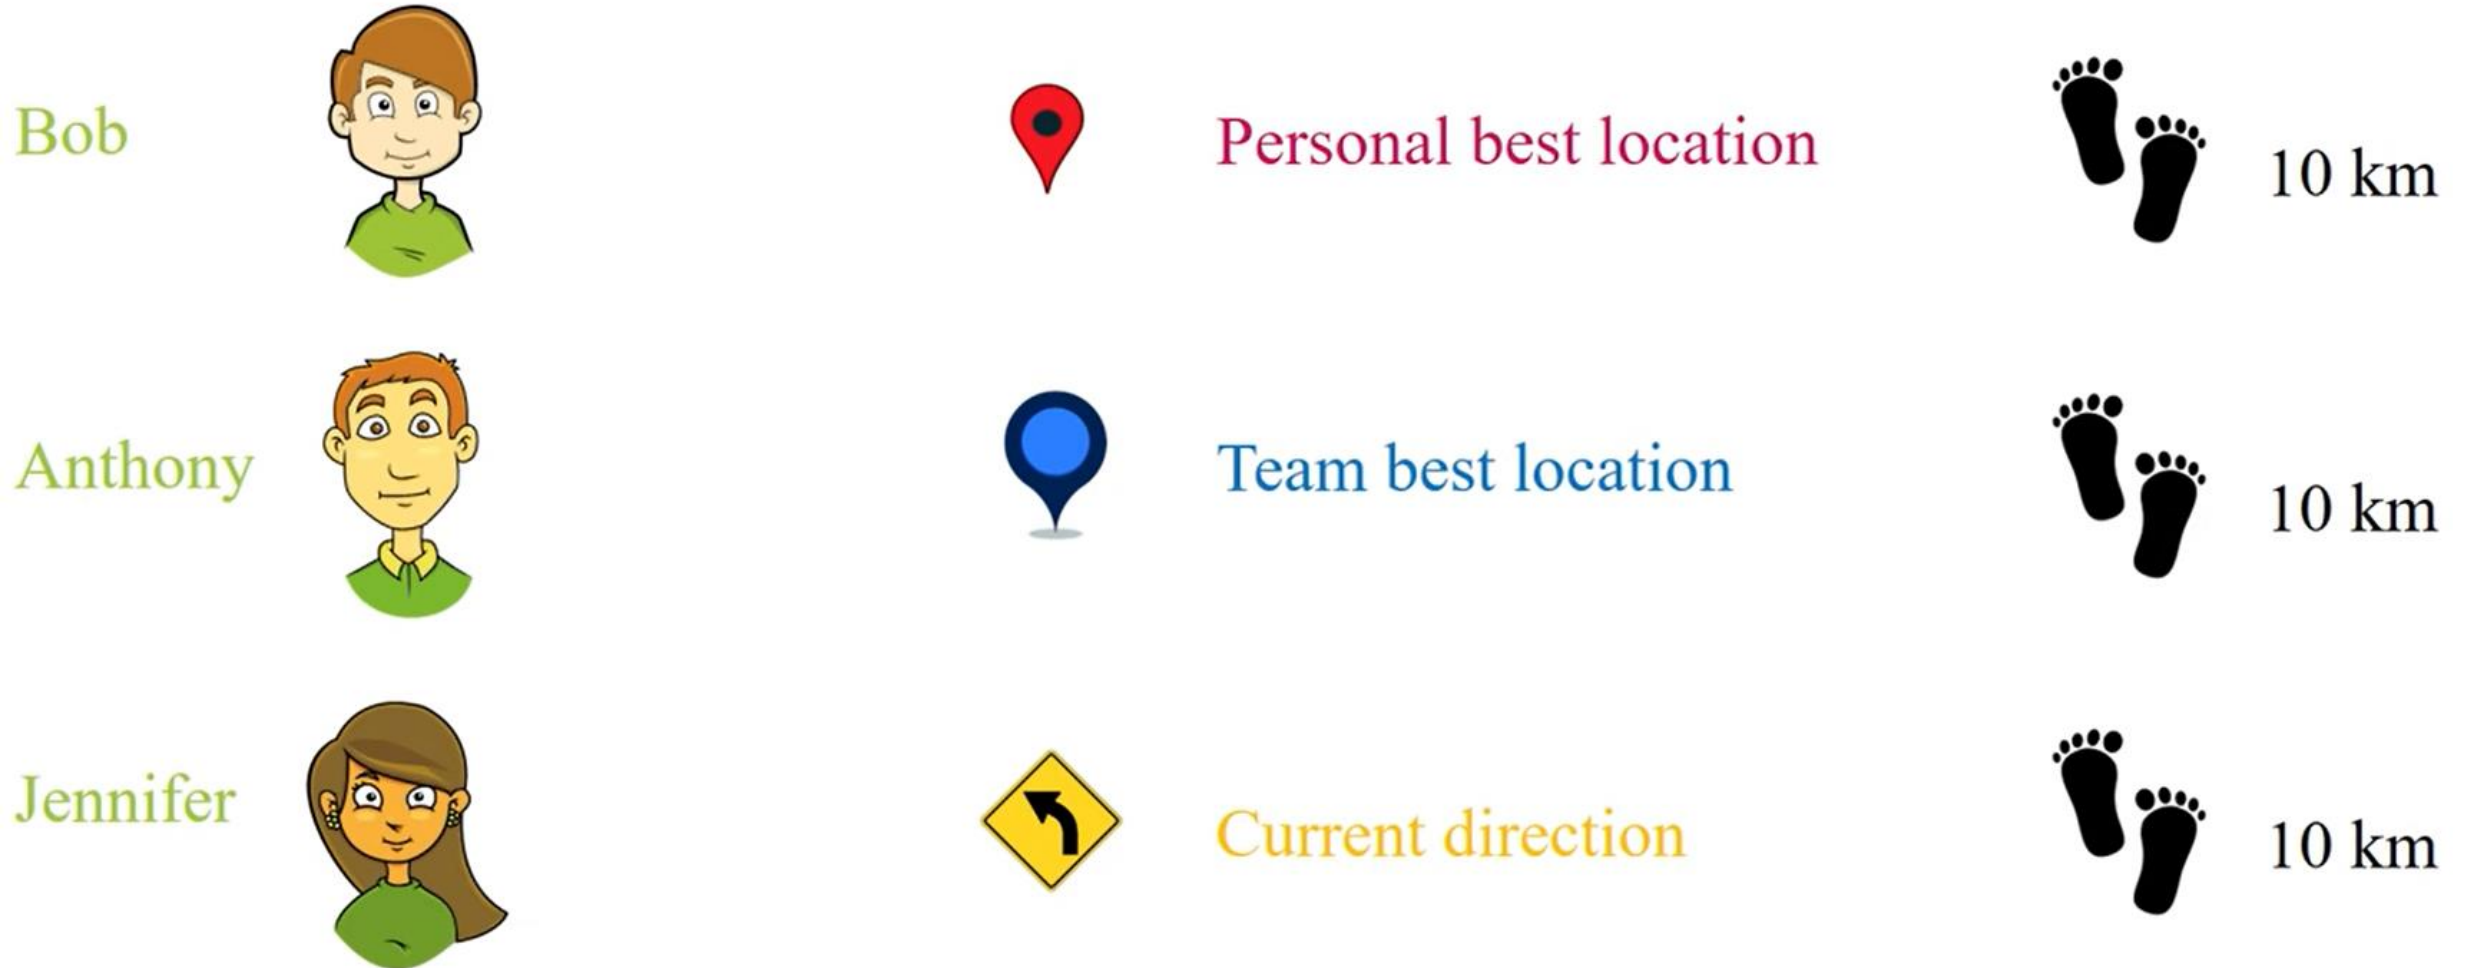 Bob
Personal best location
10 km
Anthony
Team best location
10 km
Jennifer
Current direction
10 km